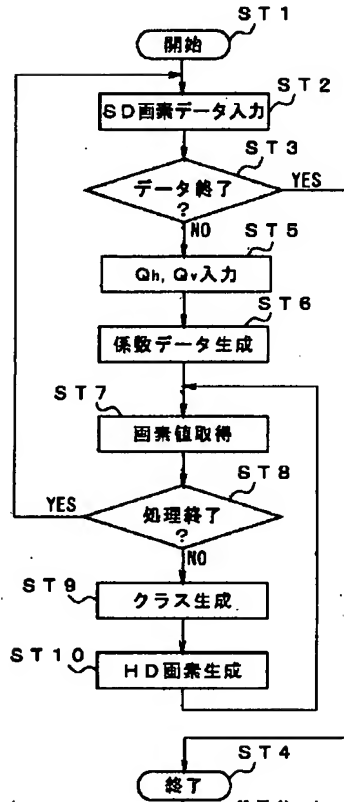 ST1
開始
ST2
SD画素データ入力
ST3
データ終了
?
YES
NO
ST5
Qh, Qv入力
ST6
係数データ生成
ST7
画素値取得
ST8
YES
処理終了
?
NO
ST9
クラス生成
ST10
HD画素生成
ST4
終了